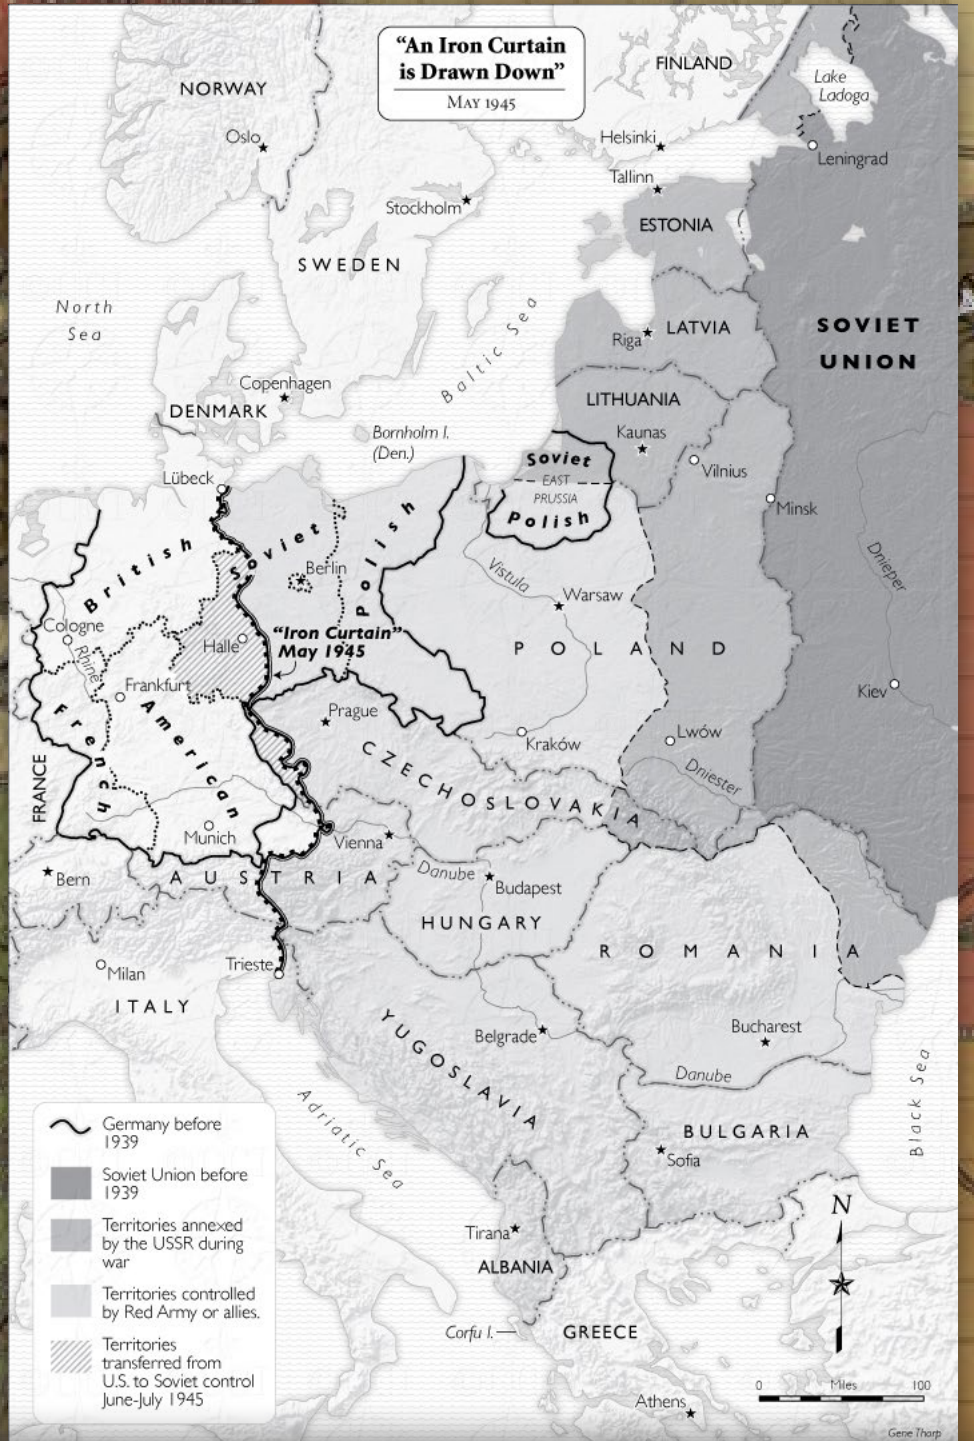 “An Iron Curtain
is Drawn Down”
May 1945
NORWAY
Oslo
FINLAND
Lake
Ladoga
Helsinki
Leningrad
Tallinn
Stockholm
ESTONIA
SWEDEN
North
Sea
Baltic Sea
SOVIET
UNION
Riga
LATVIA
Copenhagen
DENMARK
LITHUANIA
Bornholm I.
(Den.)
Kaunas
Vilnius
Soviet
EAST
PRUSSIA
Polish
Lübeck
Minsk
British
Soviet
Polish
Berlin
Vistula
Warsaw
Dnieper
Cologne
Rhine
Halle
“Iron Curtain”
May 1945
POLAND
Frankfurt
Kiev
French
American
Prague
Kraków
Lwów
Dniester
FRANCE
CZECHOSLOVAKIA
Munich
Vienna
Bern
AUSTRIA
Danube
Budapest
HUNGARY
ROMANIA
Milan
Trieste
ITALY
YUGOSLAVIA
Belgrade
Bucharest
Danube
Black Sea
Adriatic Sea
BULGARIA
Sofia
Tirana
ALBANIA
Corfu I.
GREECE
Athens
N
0 Miles 100
Gene Thorp
Germany before
1939
Soviet Union before
1939
Territories annexed
by the USSR during
war
Territories controlled
by Red Army or allies.
Territories
transferred from
U.S. to Soviet control
June-July 1945